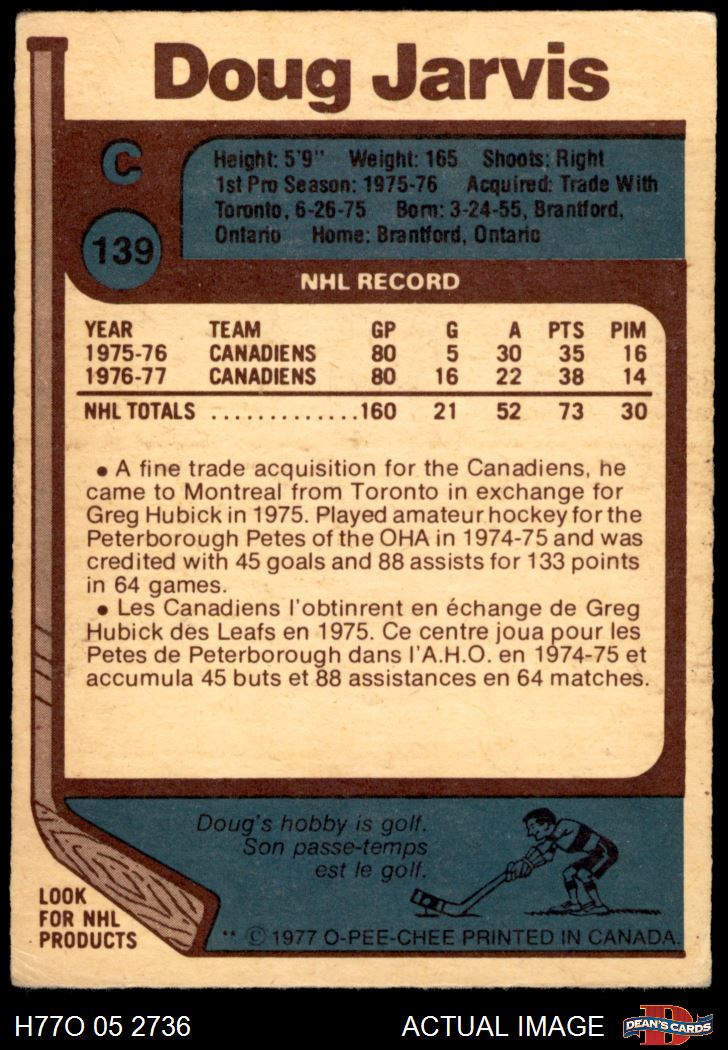 Doug Jarvis
C
139
Height: 5'9" Weight: 165 Shoots: Right
1st Pro Season: 1975-76 Acquired: Trade With
Toronto, 6-26-75 Born: 3-24-55, Brantford,
Ontario Home: Brantford, Ontario
NHL RECORD
YEAR TEAM GP G A PTS PIM
1975-76 CANADIENS 80 5 30 35 16
1976-77 CANADIENS 80 16 22 38 14
NHL TOTALS .............160 21 52 73 30
• A fine trade acquisition for the Canadiens, he
came to Montreal from Toronto in exchange for
Greg Hubick in 1975. Played amateur hockey for the
Peterborough Petes of the OHA in 1974-75 and was
credited with 45 goals and 88 assists for 133 points
in 64 games.
• Les Canadiens l'obtinrent en échange de Greg
Hubick des Leafs en 1975. Ce centre joua pour les
Petes de Peterborough dans l'A.H.O. en 1974-75 et
accumula 45 buts et 88 assistances en 64 matches.
Doug's hobby is golf.
Son passe-temps
est le golf.
LOOK
FOR NHL
PRODUCTS
** © 1977 O-PEE-CHEE PRINTED IN CANADA.
H77O 05 2736 ACTUAL IMAGE
D
DEAN'S CARDS